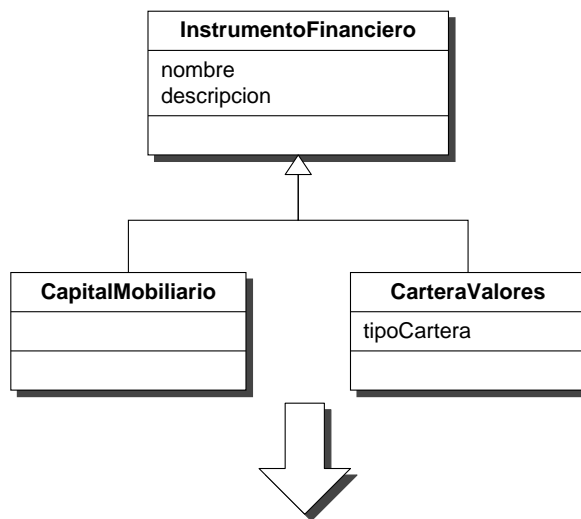 InstrumentoFinanciero
nombre
descripcion
CapitalMobiliario
CarteraValores
tipoCartera